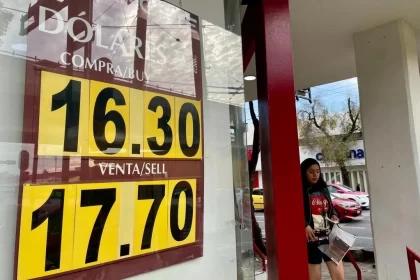 DOLARES
COMPRA/BUY
16.30
VENTA/SELL
17.70